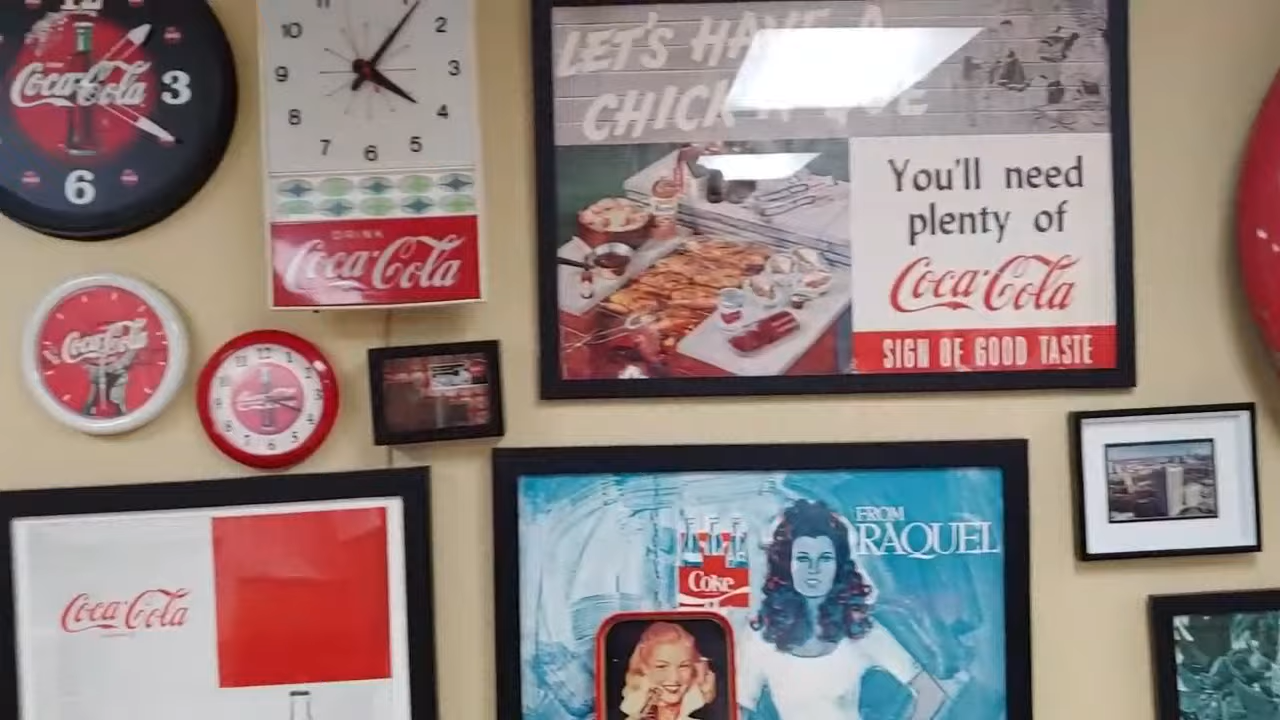 12
Coca-Cola
3
6
11
10
2
9
3
8
4
7
6
5
DRINK
Coca-Cola
LET'S HAVE A
You'll need
plenty of
Coca-Cola
SIGN OF GOOD TASTE
Coca-Cola
Coca-Cola
FROM
RAQUEL
Coke